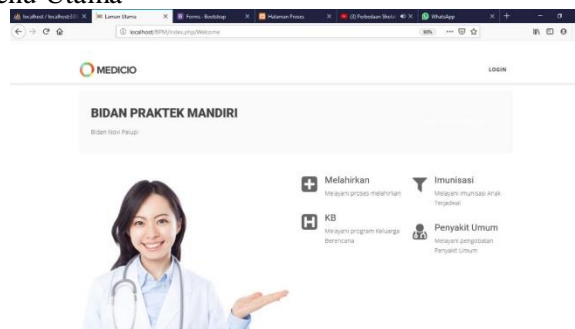 localhost / localhost
Laman Utama
Forms · Bootstrap
Halaman Proses
WhatsApp
localhost/BPM/index.php/Welcome
80%
MEDICIO
LOGIN
BIDAN PRAKTEK MANDIRI
Bidan Novi Palupi
Melahirkan
Melayani proses melahirkan
Imunisasi
Melayani imunisasi Anak
Terjadwal
KB
Melayani program Keluarga
Berencana
Penyakit Umum
Melayani pengobatan
Penyakit Umum